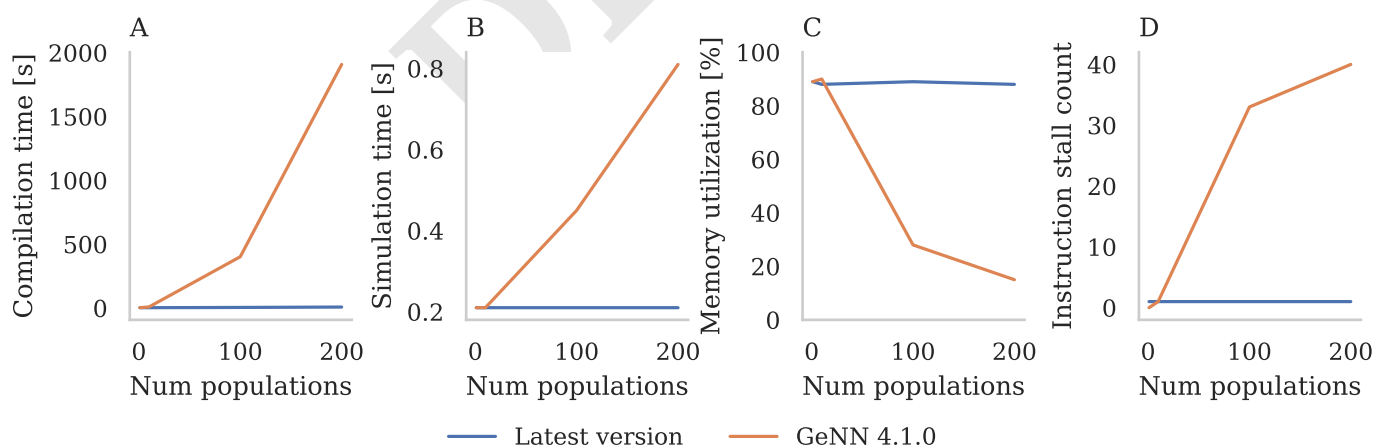 A
Compilation time [s]
2000
1500
1000
500
0
0 100 200
Num populations
B
Simulation time [s]
0.8
0.6
0.4
0.2
0 100 200
Num populations
C
Memory utilization [%]
100
80
60
40
20
0
0 100 200
Num populations
D
Instruction stall count
40
30
20
10
0
0 100 200
Num populations
Latest version
GeNN 4.1.0